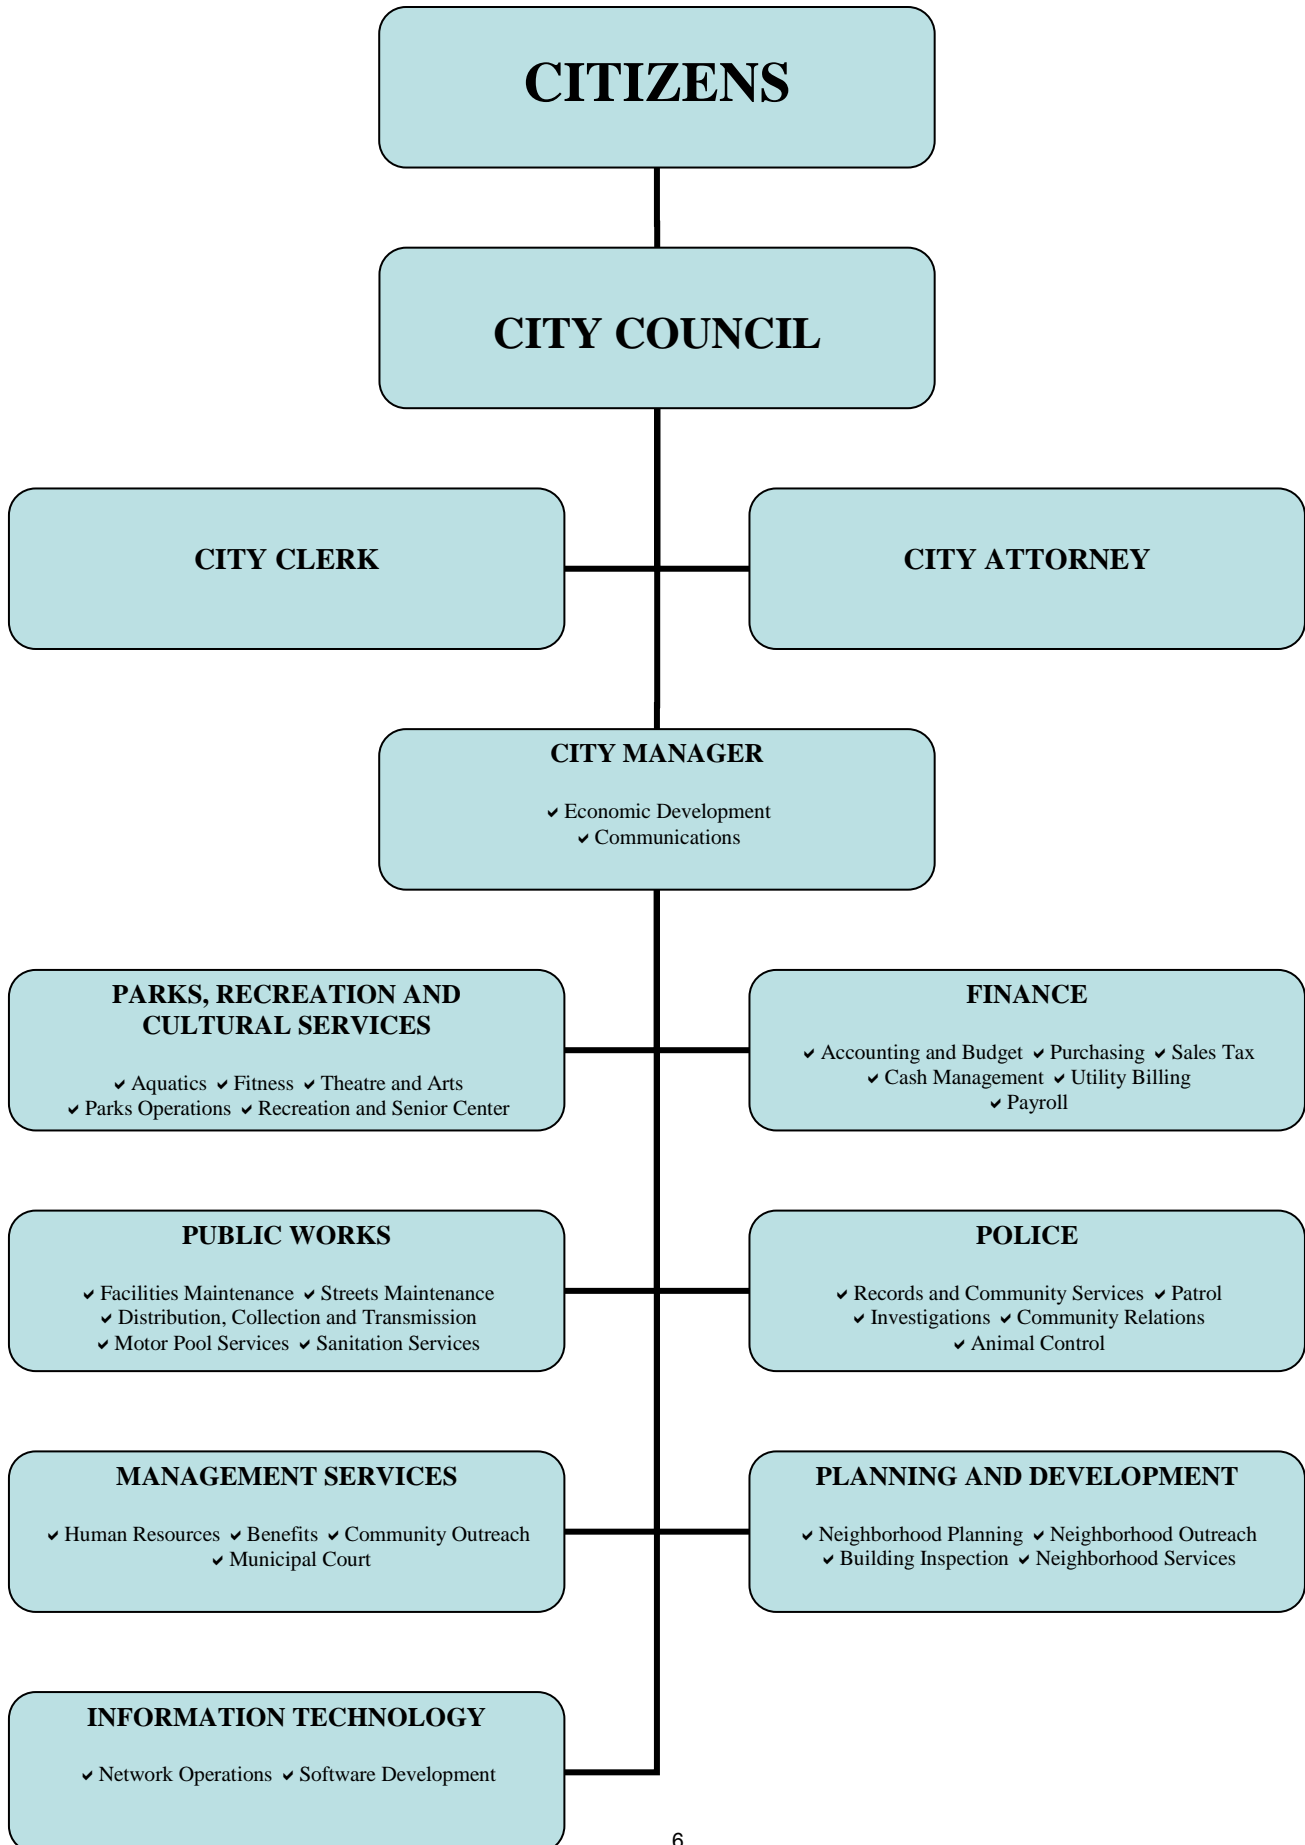 CITIZENS
CITY COUNCIL
CITY CLERK
CITY ATTORNEY
CITY MANAGER
✔ Economic Development
✔ Communications
PARKS, RECREATION AND
CULTURAL SERVICES
✔ Aquatics ✔ Fitness ✔ Theatre and Arts
✔ Parks Operations ✔ Recreation and Senior Center
FINANCE
✔ Accounting and Budget ✔ Purchasing ✔ Sales Tax
✔ Cash Management ✔ Utility Billing
✔ Payroll
PUBLIC WORKS
✔ Facilities Maintenance ✔ Streets Maintenance
✔ Distribution, Collection and Transmission
✔ Motor Pool Services ✔ Sanitation Services
POLICE
✔ Records and Community Services ✔ Patrol
✔ Investigations ✔ Community Relations
✔ Animal Control
MANAGEMENT SERVICES
✔ Human Resources ✔ Benefits ✔ Community Outreach
✔ Municipal Court
PLANNING AND DEVELOPMENT
✔ Neighborhood Planning ✔ Neighborhood Outreach
✔ Building Inspection ✔ Neighborhood Services
INFORMATION TECHNOLOGY
✔ Network Operations ✔ Software Development
6